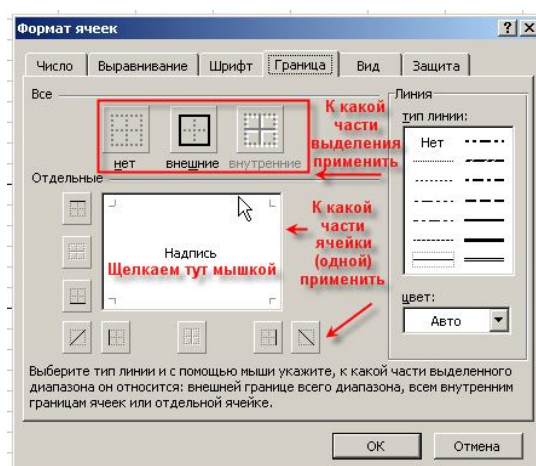 Формат ячеек
Число Выравнивание Шрифт Граница Вид Защита
Все
нет внешние внутренние
К какой части выделения применить
Линия
тип линии:
Нет
Отдельные
Надпись
Щелкаем тут мышкой
К какой части ячейки (одной) применить
цвет:
Авто
Выберите тип линии и с помощью мыши укажите, к какой части выделенного
диапазона он относится: внешней границе всего диапазона, всем внутренним
границам ячеек или отдельной ячейке.
ОК Отмена